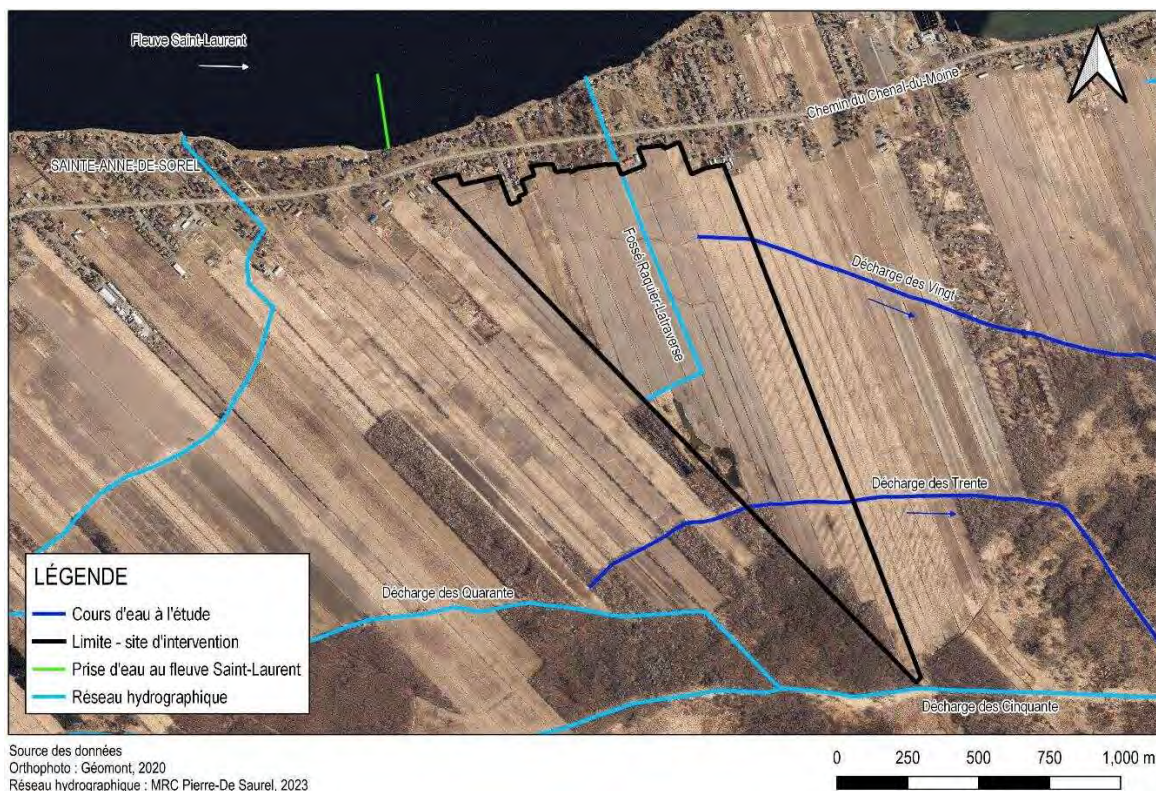 Fleuve Saint-Laurent
Chemin du Chenal-du-Moine
SAINTE-ANNE-DE-SOREL
Fossé Raquier-Latraverse
Décharge des Vingt
Décharge des Trente
Décharge des Quarante
Décharge des Cinquante
LÉGENDE
Cours d'eau à l'étude
Limite - site d'intervention
Prise d'eau au fleuve Saint-Laurent
Réseau hydrographique
Source des données
Orthophoto : Géomont, 2020
Réseau hydrographique : MRC Pierre-De Saurel, 2023
0 250 500 750 1,000 m